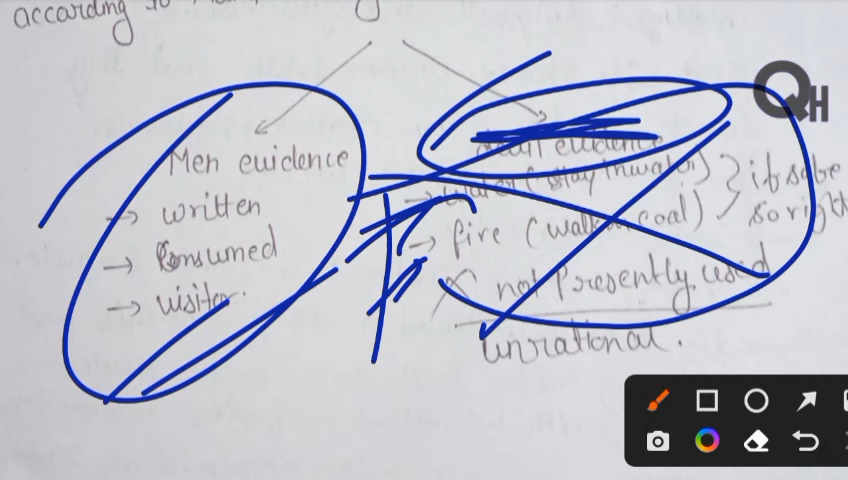 according to
Men evidence
→ written
→ Consumed
→ visitor.
evidence
→ water (stay in water) } if safe
so right
→ fire (walk coal)
X not Presently used
unrational.
QH